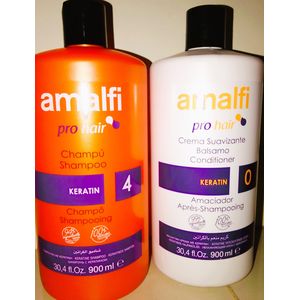 amalfi
pro hair
Champú
Shampoo
KERATIN 4
Champô
Shampooing
30,4 fl. Oz. 900 ml e
amalfi
pro hair
Crema Suavizante
Balsamo
Conditioner
KERATIN 0
Amaciador
Après-Shampooing
30,4 fl. Oz. 900 ml e